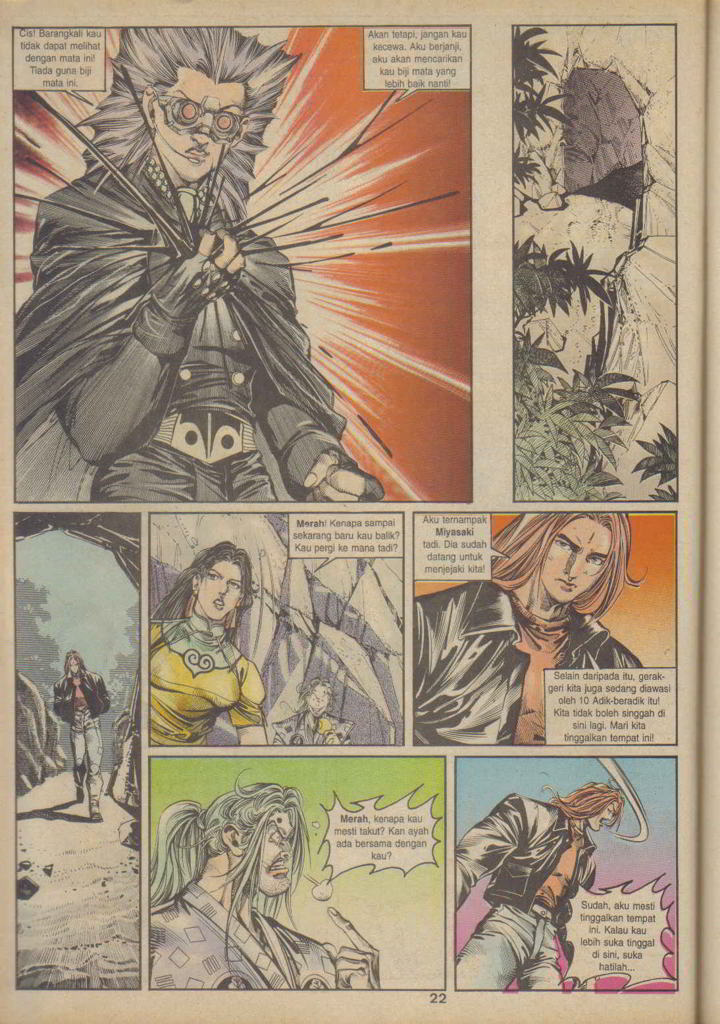 Cis! Barangkali kau
tidak dapat melihat
dengan mata ini!
Tiada guna biji
mata ini.
Akan tetapi, jangan kau
kecewa. Aku berjanji,
aku akan mencarikan
kau biji mata yang
lebih baik nanti!
Merah! Kenapa sampai
sekarang baru kau balik?
Kau pergi ke mana tadi?
Aku ternampak
Miyasaki
tadi. Dia sudah
datang untuk
menjejaki kita!
Selain daripada itu, gerak-
geri kita juga sedang diawasi
oleh 10 Adik-beradik itu!
Kita tidak boleh singgah di
sini lagi. Mari kita
tinggalkan tempat ini!
Merah, kenapa kau
mesti takut? Kan ayah
ada bersama dengan
kau?
Sudah, aku mesti
tinggalkan tempat
ini. Kalau kau
lebih suka tinggal
di sini, suka
hatilah...
22